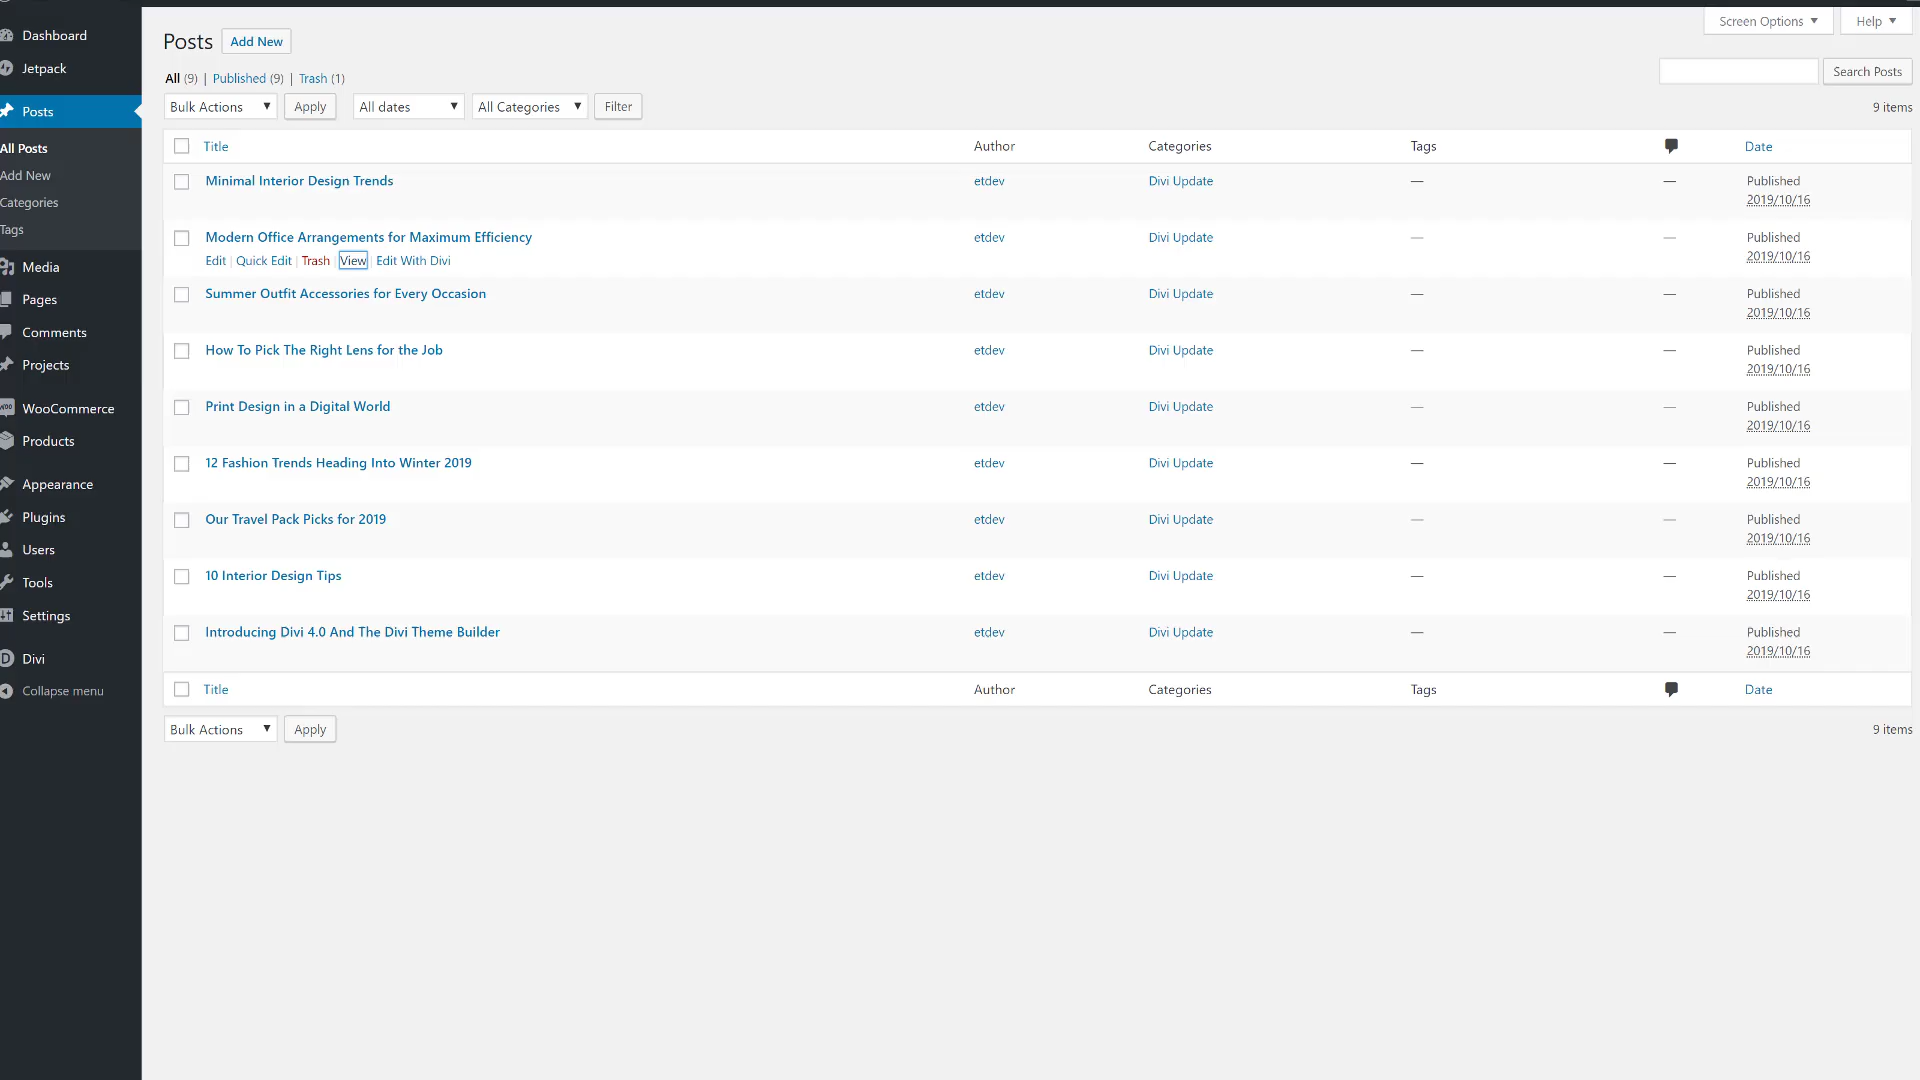 Screen Options ▼ Help ▼
Posts Add New
All (9) | Published (9) | Trash (1)
Search Posts
Bulk Actions ▼ Apply All dates ▼ All Categories ▼ Filter 9 items
Dashboard
Jetpack
Posts
All Posts
Add New
Categories
Tags
Media
Pages
Comments
Projects
WooCommerce
Products
Appearance
Plugins
Users
Tools
Settings
Divi
Collapse menu
Title Author Categories Tags Date
Minimal Interior Design Trends etdev Divi Update — — Published
2019/10/16
Modern Office Arrangements for Maximum Efficiency etdev Divi Update — — Published
Edit | Quick Edit | Trash | View | Edit With Divi 2019/10/16
Summer Outfit Accessories for Every Occasion etdev Divi Update — — Published
2019/10/16
How To Pick The Right Lens for the Job etdev Divi Update — — Published
2019/10/16
Print Design in a Digital World etdev Divi Update — — Published
2019/10/16
12 Fashion Trends Heading Into Winter 2019 etdev Divi Update — — Published
2019/10/16
Our Travel Pack Picks for 2019 etdev Divi Update — — Published
2019/10/16
10 Interior Design Tips etdev Divi Update — — Published
2019/10/16
Introducing Divi 4.0 And The Divi Theme Builder etdev Divi Update — — Published
2019/10/16
Title Author Categories Tags Date
Bulk Actions ▼ Apply 9 items